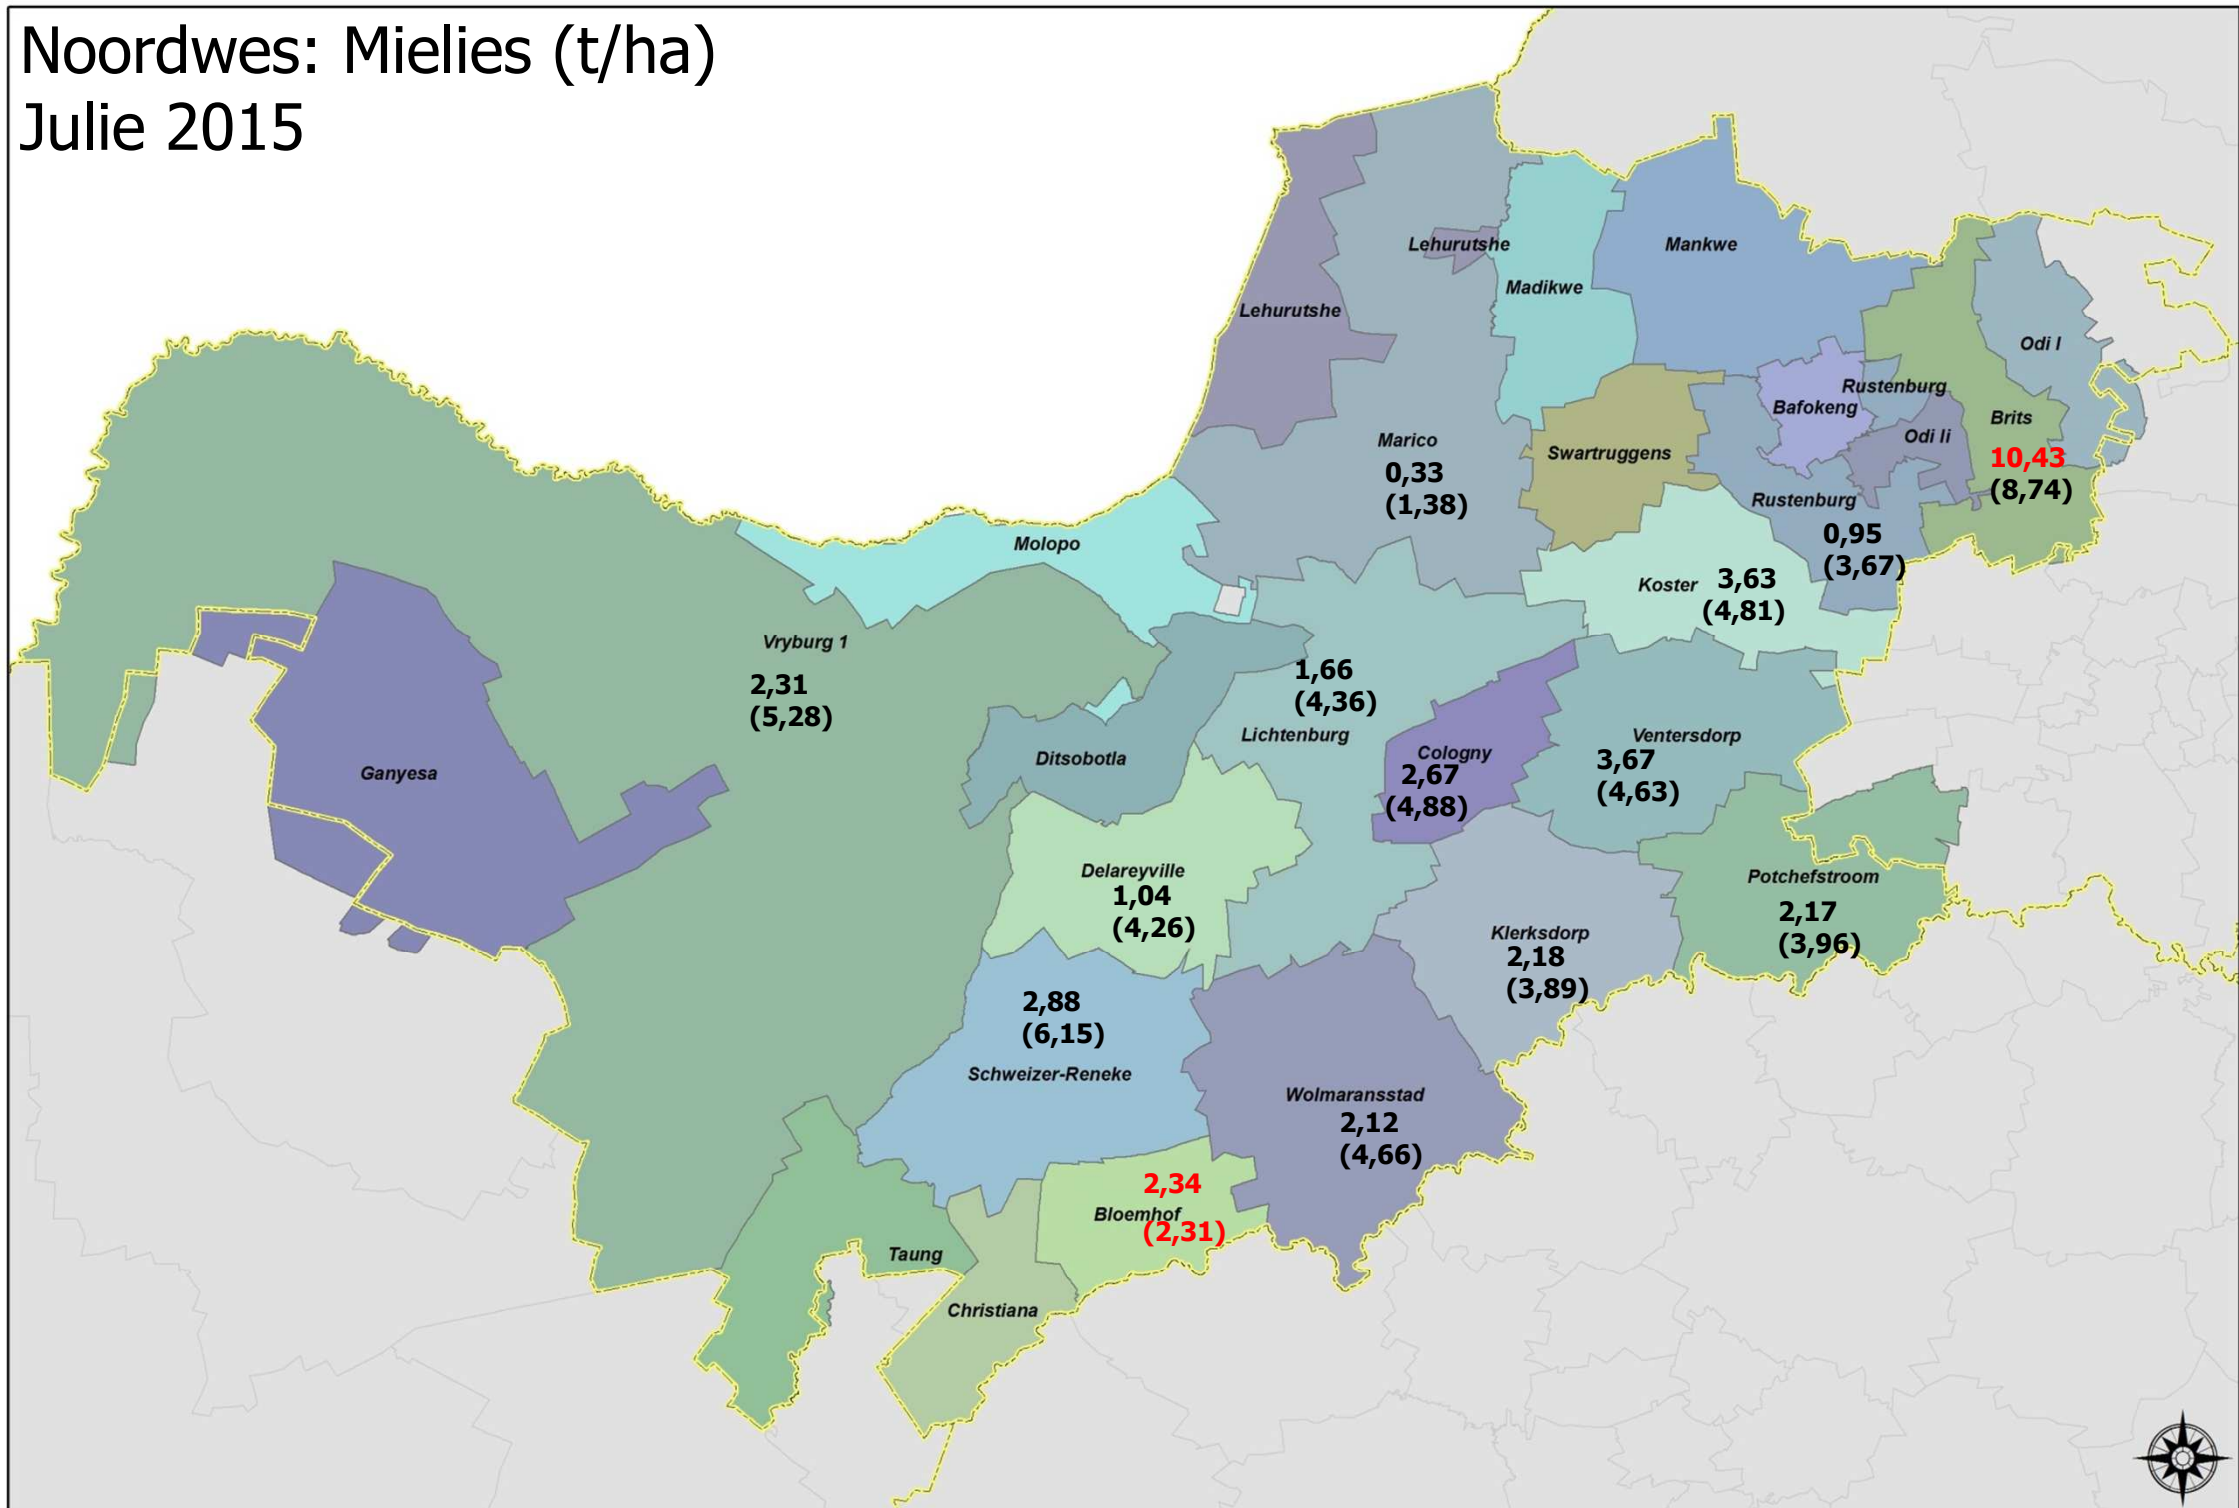 Noordwes: Mielies (t/ha)
Julie 2015
Lehurutshe
Lehurutshe
Madikwe
Mankwe
Odi I
Rustenburg
Bafokeng
Brits
10,43
(8,74)
Odi Ii
Marico
0,33
(1,38)
Swartruggens
Rustenburg
0,95
(3,67)
Molopo
Koster 3,63
(4,81)
Vryburg 1
2,31
(5,28)
1,66
(4,36)
Lichtenburg
Ditsobotla
Cologny
2,67
(4,88)
Ventersdorp
3,67
(4,63)
Ganyesa
Delareyville
1,04
(4,26)
Potchefstroom
2,17
(3,96)
Klerksdorp
2,18
(3,89)
2,88
(6,15)
Schweizer-Reneke
Wolmaransstad
2,12
(4,66)
2,34
Bloemhof
(2,31)
Taung
Christiana